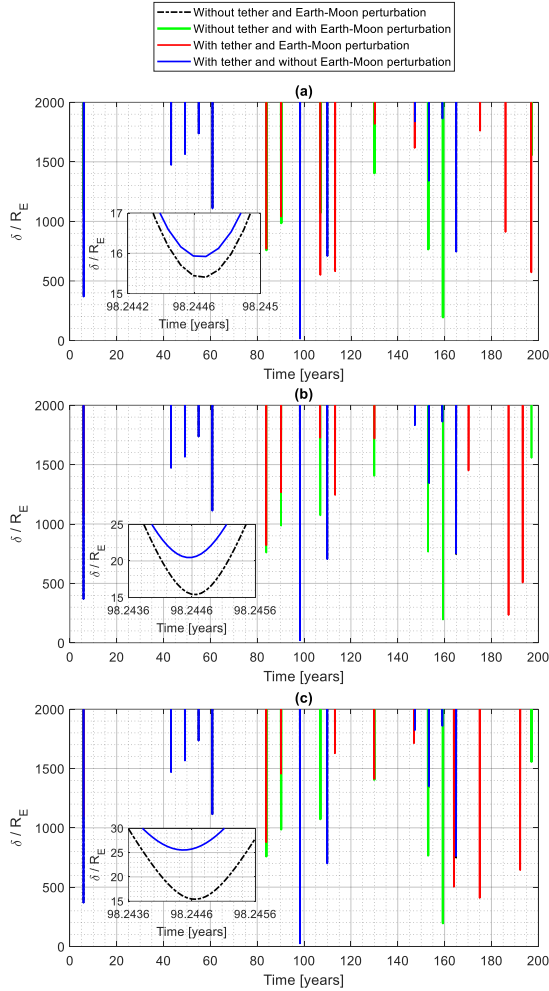 Without tether and Earth-Moon perturbation
Without tether and with Earth-Moon perturbation
With tether and Earth-Moon perturbation
With tether and without Earth-Moon perturbation
(a)
2000
1500
1000
500
0
δ / R_E
17
16
15
δ / R_E
98.2442 98.2446 98.245
Time [years]
0 20 40 60 80 100 120 140 160 180 200
Time [years]
(b)
2000
1500
1000
500
0
δ / R_E
25
20
15
δ / R_E
98.2436 98.2446 98.2456
Time [years]
0 20 40 60 80 100 120 140 160 180 200
Time [years]
(c)
2000
1500
1000
500
0
δ / R_E
30
25
20
15
δ / R_E
98.2436 98.2446 98.2456
Time [years]
0 20 40 60 80 100 120 140 160 180 200
Time [years]